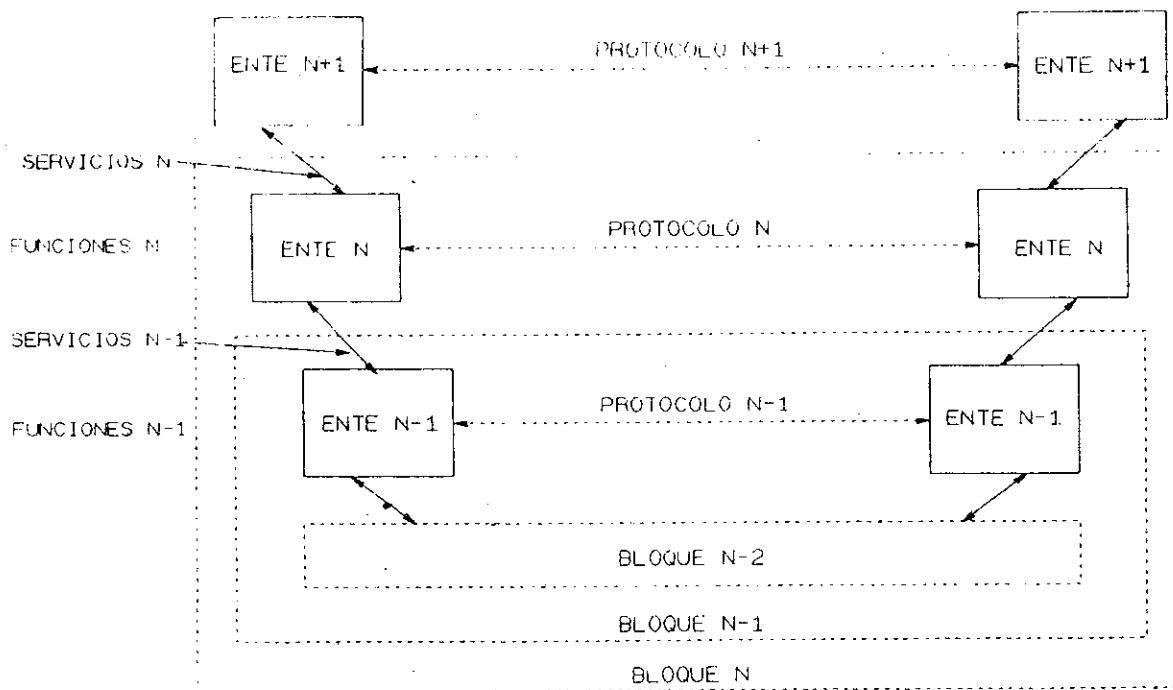 PROTOCOLO N+1
ENTE N+1
ENTE N+1
SERVICIOS N
PROTOCOLO N
FUNCIONES N
ENTE N
ENTE N
SERVICIOS N-1
PROTOCOLO N-1
FUNCIONES N-1
ENTE N-1
ENTE N-1
BLOQUE N-2
BLOQUE N-1
BLOQUE N